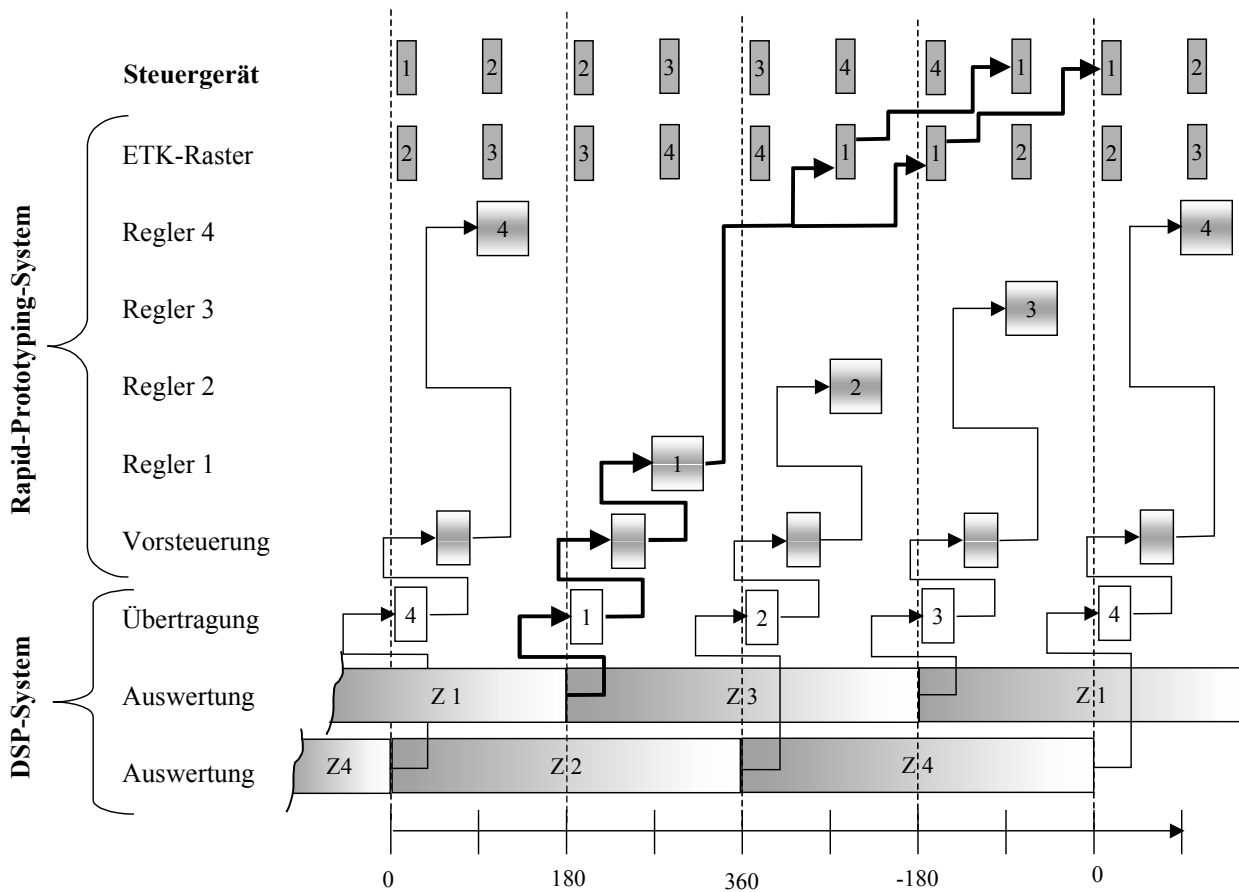 Steuergerät 1 2 2 3 3 4 4 1 1 2
Rapid-Prototyping-System
ETK-Raster 2 3 3 4 4 1 1 2 2 3
Regler 4 4 4
Regler 3 3
Regler 2 2
Regler 1 1
Vorsteuerung
DSP-System
Übertragung 4 1 2 3 4
Auswertung Z 1 Z 3 Z 1
Auswertung Z4 Z 2 Z 4
0 180 360 -180 0